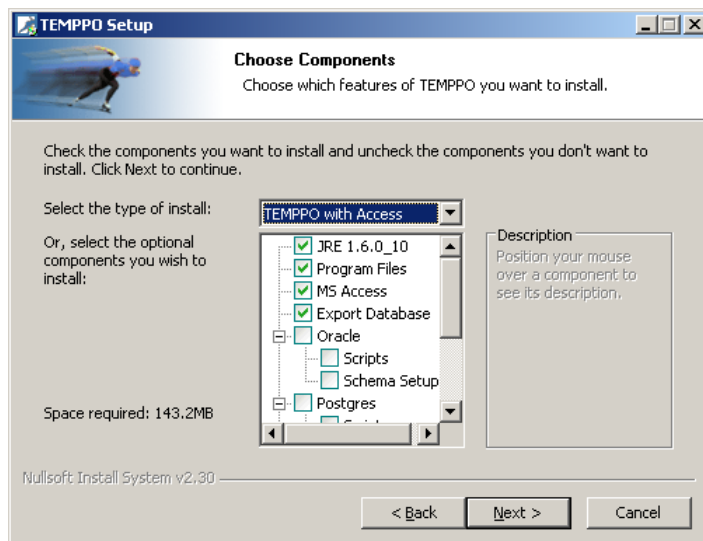 TEMPPO Setup
Choose Components
Choose which features of TEMPPO you want to install.
Check the components you want to install and uncheck the components you don't want to
install. Click Next to continue.
Select the type of install:
TEMPPO with Access
Or, select the optional
components you wish to
install:
JRE 1.6.0_10
Program Files
MS Access
Export Database
Oracle
Scripts
Schema Setup
Postgres
Description
Position your mouse
over a component to
see its description.
Space required: 143.2MB
Nullsoft Install System v2.30
< Back
Next >
Cancel